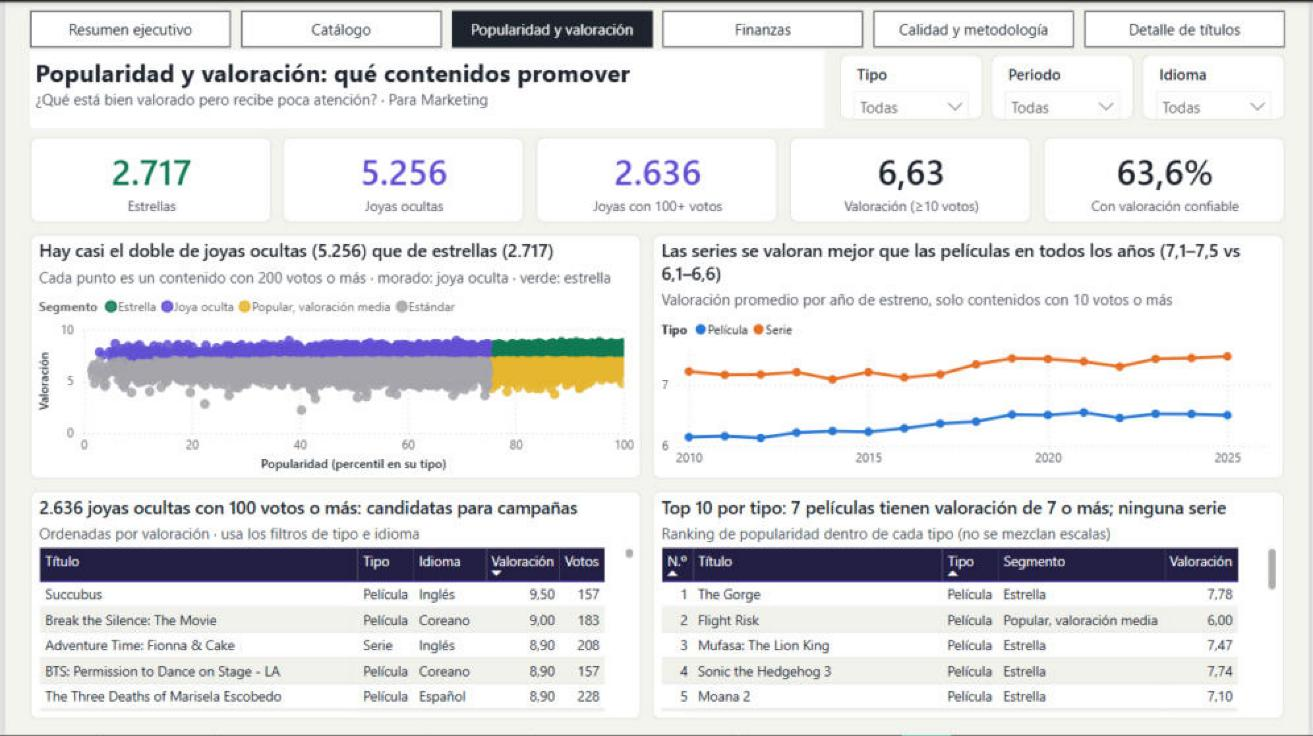 Resumen ejecutivo
Catálogo
Popularidad y valoración
Finanzas
Calidad y metodología
Detalle de títulos
Popularidad y valoración: qué contenidos promover
¿Qué está bien valorado pero recibe poca atención? · Para Marketing
Tipo
Todas
Periodo
Todas
Idioma
Todas
2.717
Estrellas
5.256
Joyas ocultas
2.636
Joyas con 100+ votos
6,63
Valoración (≥10 votos)
63,6%
Con valoración confiable
Hay casi el doble de joyas ocultas (5.256) que de estrellas (2.717)
Cada punto es un contenido con 200 votos o más · morado: joya oculta · verde: estrella
Segmento Estrella Joya oculta Popular, valoración media Estándar
Valoración
10
5
0
0 20 40 60 80 100
Popularidad (percentil en su tipo)
Las series se valoran mejor que las películas en todos los años (7,1–7,5 vs
6,1–6,6)
Valoración promedio por año de estreno, solo contenidos con 10 votos o más
Tipo Película Serie
7
6
2010 2015 2020 2025
2.636 joyas ocultas con 100 votos o más: candidatas para campañas
Ordenadas por valoración · usa los filtros de tipo e idioma
Título Tipo Idioma Valoración Votos
Succubus Película Inglés 9,50 157
Break the Silence: The Movie Película Coreano 9,00 183
Adventure Time: Fionna & Cake Serie Inglés 8,90 208
BTS: Permission to Dance on Stage - LA Película Coreano 8,90 157
The Three Deaths of Marisela Escobedo Película Español 8,90 228
Top 10 por tipo: 7 películas tienen valoración de 7 o más; ninguna serie
Ranking de popularidad dentro de cada tipo (no se mezclan escalas)
N.º Título Tipo Segmento Valoración
1 The Gorge Película Estrella 7,78
2 Flight Risk Película Popular, valoración media 6,00
3 Mufasa: The Lion King Película Estrella 7,47
4 Sonic the Hedgehog 3 Película Estrella 7,74
5 Moana 2 Película Estrella 7,10